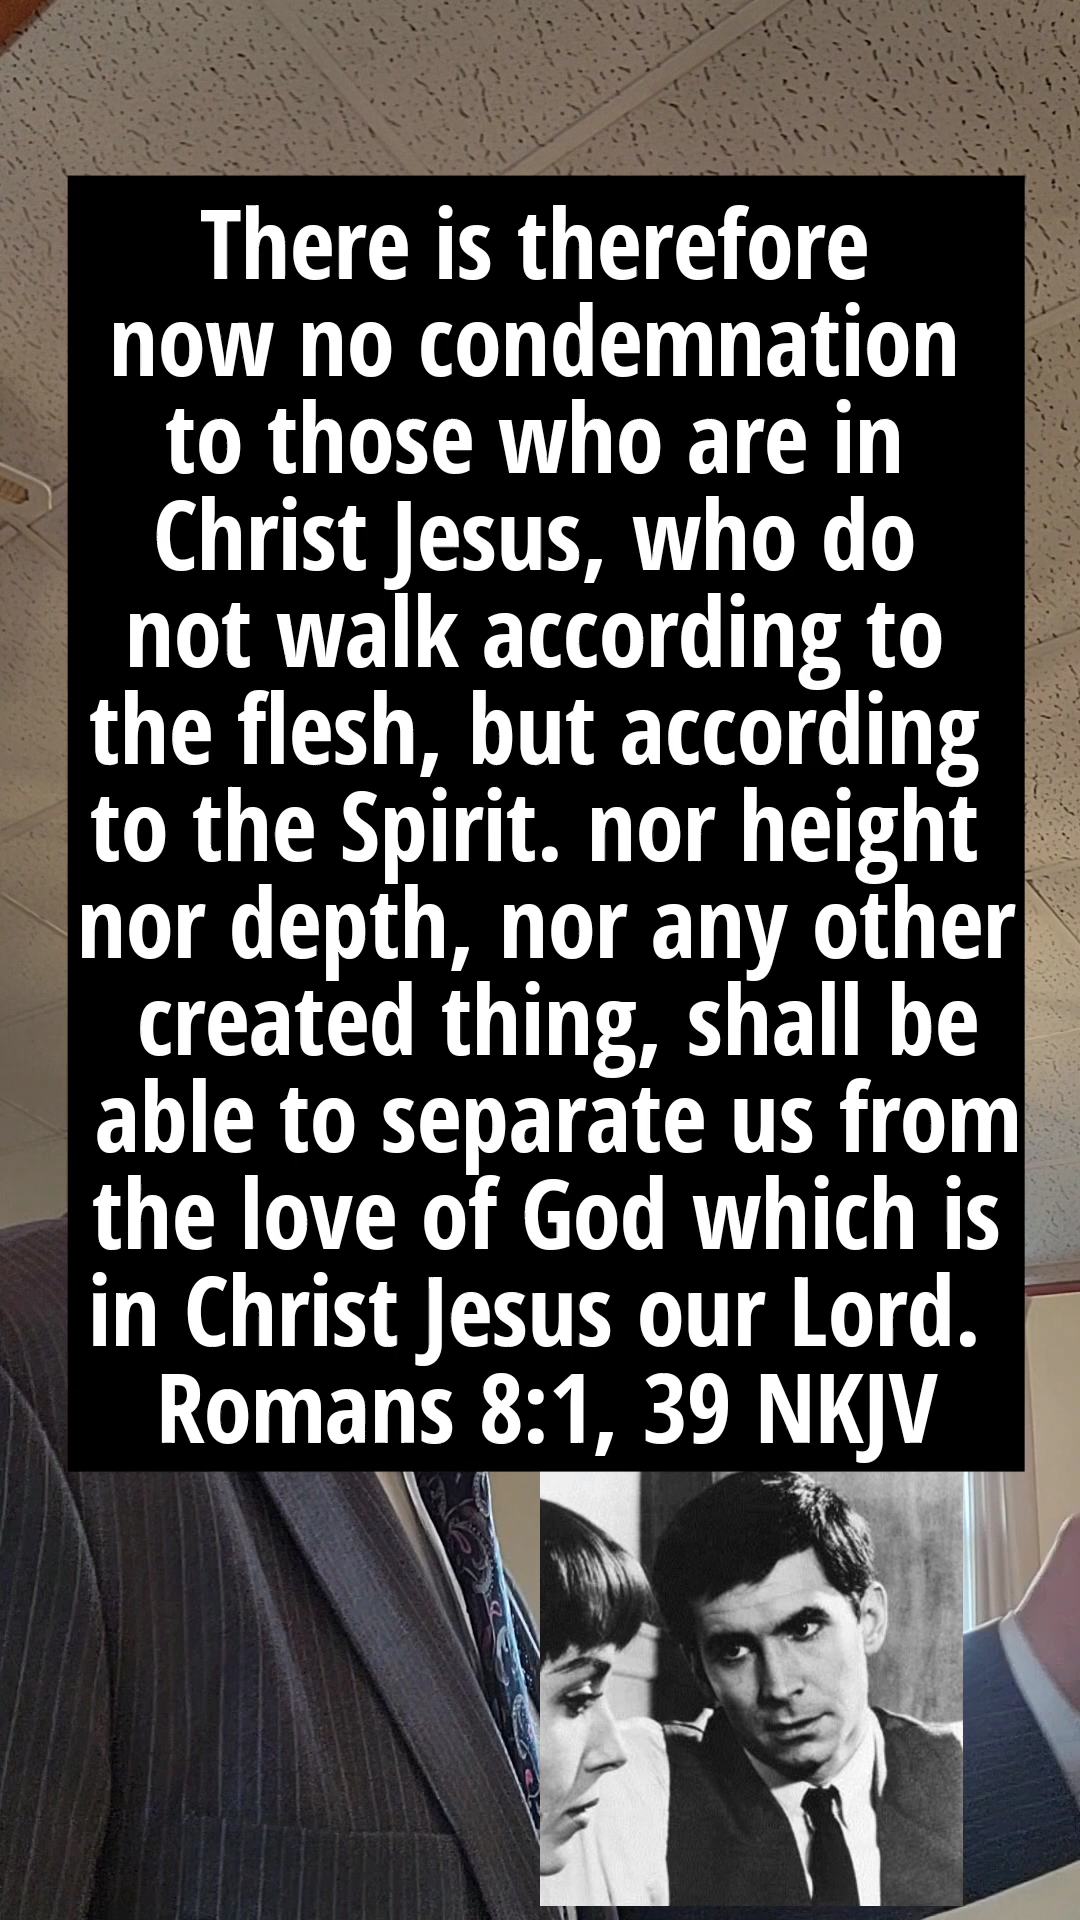 There is therefore
now no condemnation
to those who are in
Christ Jesus, who do
not walk according to
the flesh, but according
to the Spirit. nor height
nor depth, nor any other
created thing, shall be
able to separate us from
the love of God which is
in Christ Jesus our Lord.
Romans 8:1, 39 NKJV